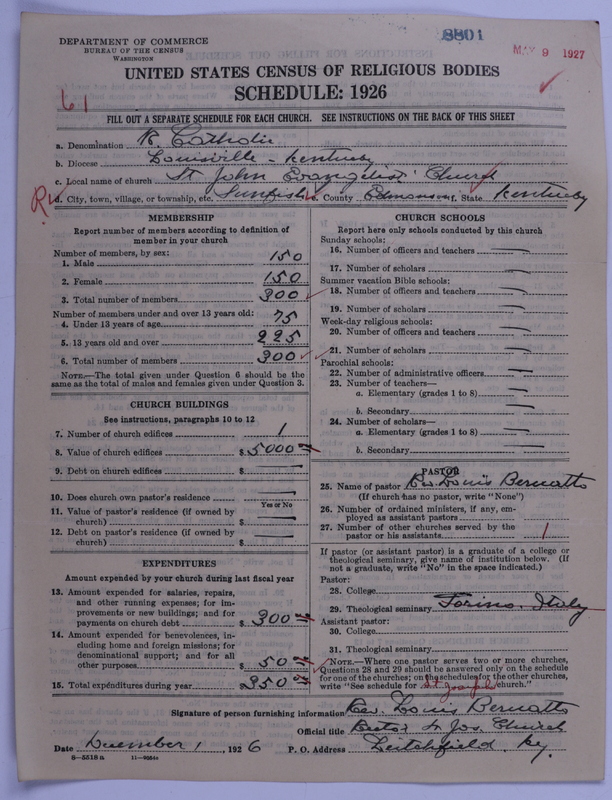 8801
MAY 9 1927
DEPARTMENT OF COMMERCE
BUREAU OF THE CENSUS
WASHINGTON
UNITED STATES CENSUS OF RELIGIOUS BODIES
SCHEDULE: 1926
61
FILL OUT A SEPARATE SCHEDULE FOR EACH CHURCH. SEE INSTRUCTIONS ON THE BACK OF THIS SHEET
a. Denomination R Catholic
b. Diocese Louisville - Kentucky
c. Local name of church St John Evangelist Church
d. City, town, village, or township, etc. Sunfish e. County Edmonson f. State Kentucky
MEMBERSHIP
Report number of members according to definition of
member in your church
Number of members, by sex:
1. Male 150
2. Female 150
3. Total number of members 300
Number of members under and over 13 years old:
4. Under 13 years of age 75
5. 13 years old and over 225
6. Total number of members 300
NOTE.—The total given under Question 6 should be
the same as the total of males and females given under Question 3.
CHURCH BUILDINGS
See instructions, paragraphs 10 to 12
7. Number of church edifices 1
8. Value of church edifices $ 5000
9. Debt on church edifices $ —
10. Does church own pastor's residence —
Yes or No
11. Value of pastor's residence (if owned by
church) $ —
12. Debt on pastor's residence (if owned by
church) $ —
EXPENDITURES
Amount expended by your church during last fiscal year
13. Amount expended for salaries, repairs,
and other running expenses; for im-
provements or new buildings; and for
payments on church debt $ 300
14. Amount expended for benevolences, in-
cluding home and foreign missions; for
denominational support; and for all
other purposes $ 50
15. Total expenditures during year $ 350
CHURCH SCHOOLS
Report here only schools conducted by this church
Sunday schools:
16. Number of officers and teachers —
17. Number of scholars —
Summer vacation Bible schools:
18. Number of officers and teachers —
19. Number of scholars —
Week-day religious schools:
20. Number of officers and teachers —
21. Number of scholars —
Parochial schools:
22. Number of administrative officers —
23. Number of teachers—
a. Elementary (grades 1 to 8) —
b. Secondary —
24. Number of scholars—
a. Elementary (grades 1 to 8) —
b. Secondary —
PASTOR
25. Name of pastor Rev Louis Bernatto
(If church has no pastor, write "None")
26. Number of ordained ministers, if any, em-
ployed as assistant pastors
27. Number of other churches served by the
pastor or his assistants 1
If pastor (or assistant pastor) is a graduate of a college or
theological seminary, give name of institution below. (If
not a graduate, write "No" in the space indicated.)
Pastor:
28. College
29. Theological seminary Torino, Italy
Assistant pastor:
30. College
31. Theological seminary
NOTE.—Where one pastor serves two or more churches,
Questions 28 and 29 should be answered only on the schedule
for one of the churches; on the schedules for the other churches,
write "See schedule for St Joseph church."
Signature of person furnishing information Rev. Louis Bernatto
Official title Rector St Jos. Church
Date December 1, 1926 P. O. Address Leitchfield Ky.
8—5518a 11—9054